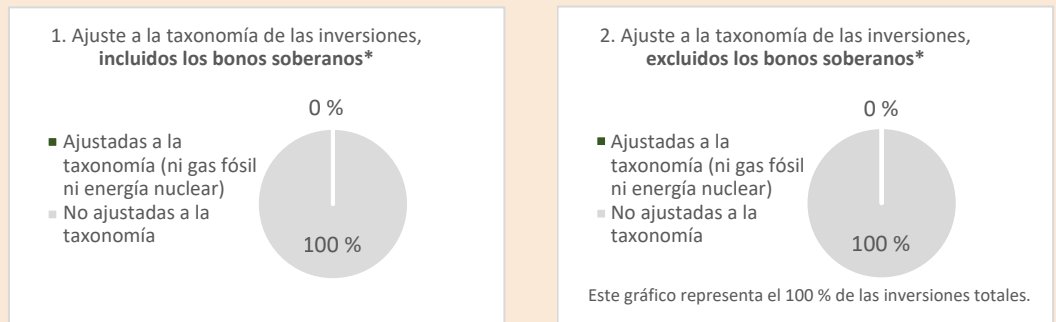 1. Ajuste a la taxonomía de las inversiones,
incluidos los bonos soberanos*
0 %
Ajustadas a la
taxonomía (ni gas fósil
ni energía nuclear)
No ajustadas a la
taxonomía
100 %
2. Ajuste a la taxonomía de las inversiones,
excluidos los bonos soberanos*
0 %
Ajustadas a la
taxonomía (ni gas fósil
ni energía nuclear)
No ajustadas a la
taxonomía
100 %
Este gráfico representa el 100 % de las inversiones totales.